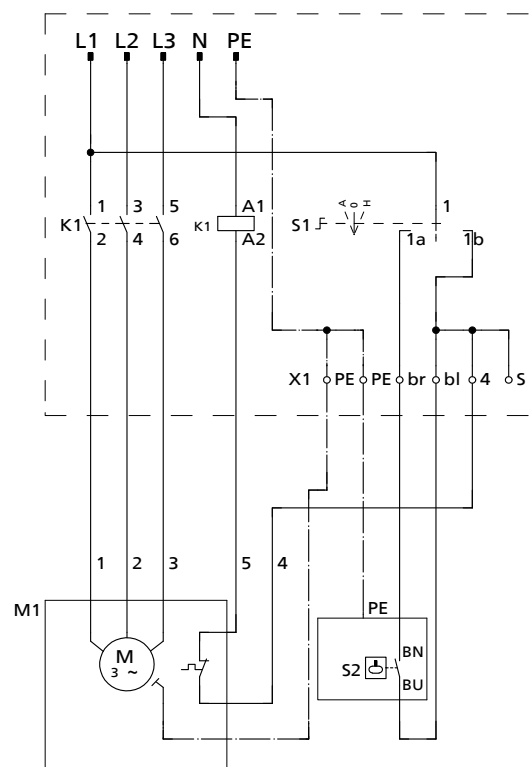 L1 L2 L3 N PE
1 3 5 A1 A O H 1
K1 K1 S1
2 4 6 A2 1a 1b
X1 PE PE br bl 4 S
1 2 3 5 4
M1 PE
M
3 ~
BN
S2
BU